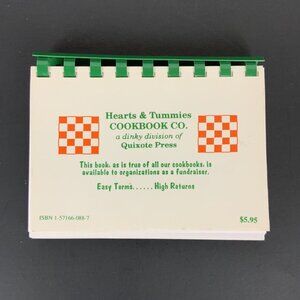 Hearts & Tummies
COOKBOOK CO.
a dinky division of
Quixote Press
This book, as is true of all our cookbooks, is
available to organizations as a fundraiser.
Easy Terms......High Returns
ISBN 1-57166-088-7
$5.95